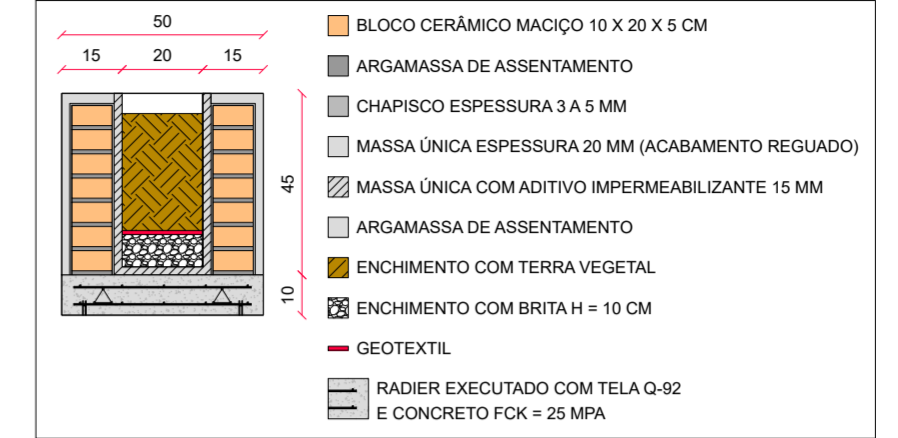 50
15 20 15
45
10
BLOCO CERÂMICO MACIÇO 10 X 20 X 5 CM
ARGAMASSA DE ASSENTAMENTO
CHAPISCO ESPESSURA 3 A 5 MM
MASSA ÚNICA ESPESSURA 20 MM (ACABAMENTO REGUADO)
MASSA ÚNICA COM ADITIVO IMPERMEABILIZANTE 15 MM
ARGAMASSA DE ASSENTAMENTO
ENCHIMENTO COM TERRA VEGETAL
ENCHIMENTO COM BRITA H = 10 CM
GEOTEXTIL
RADIER EXECUTADO COM TELA Q-92
E CONCRETO FCK = 25 MPA